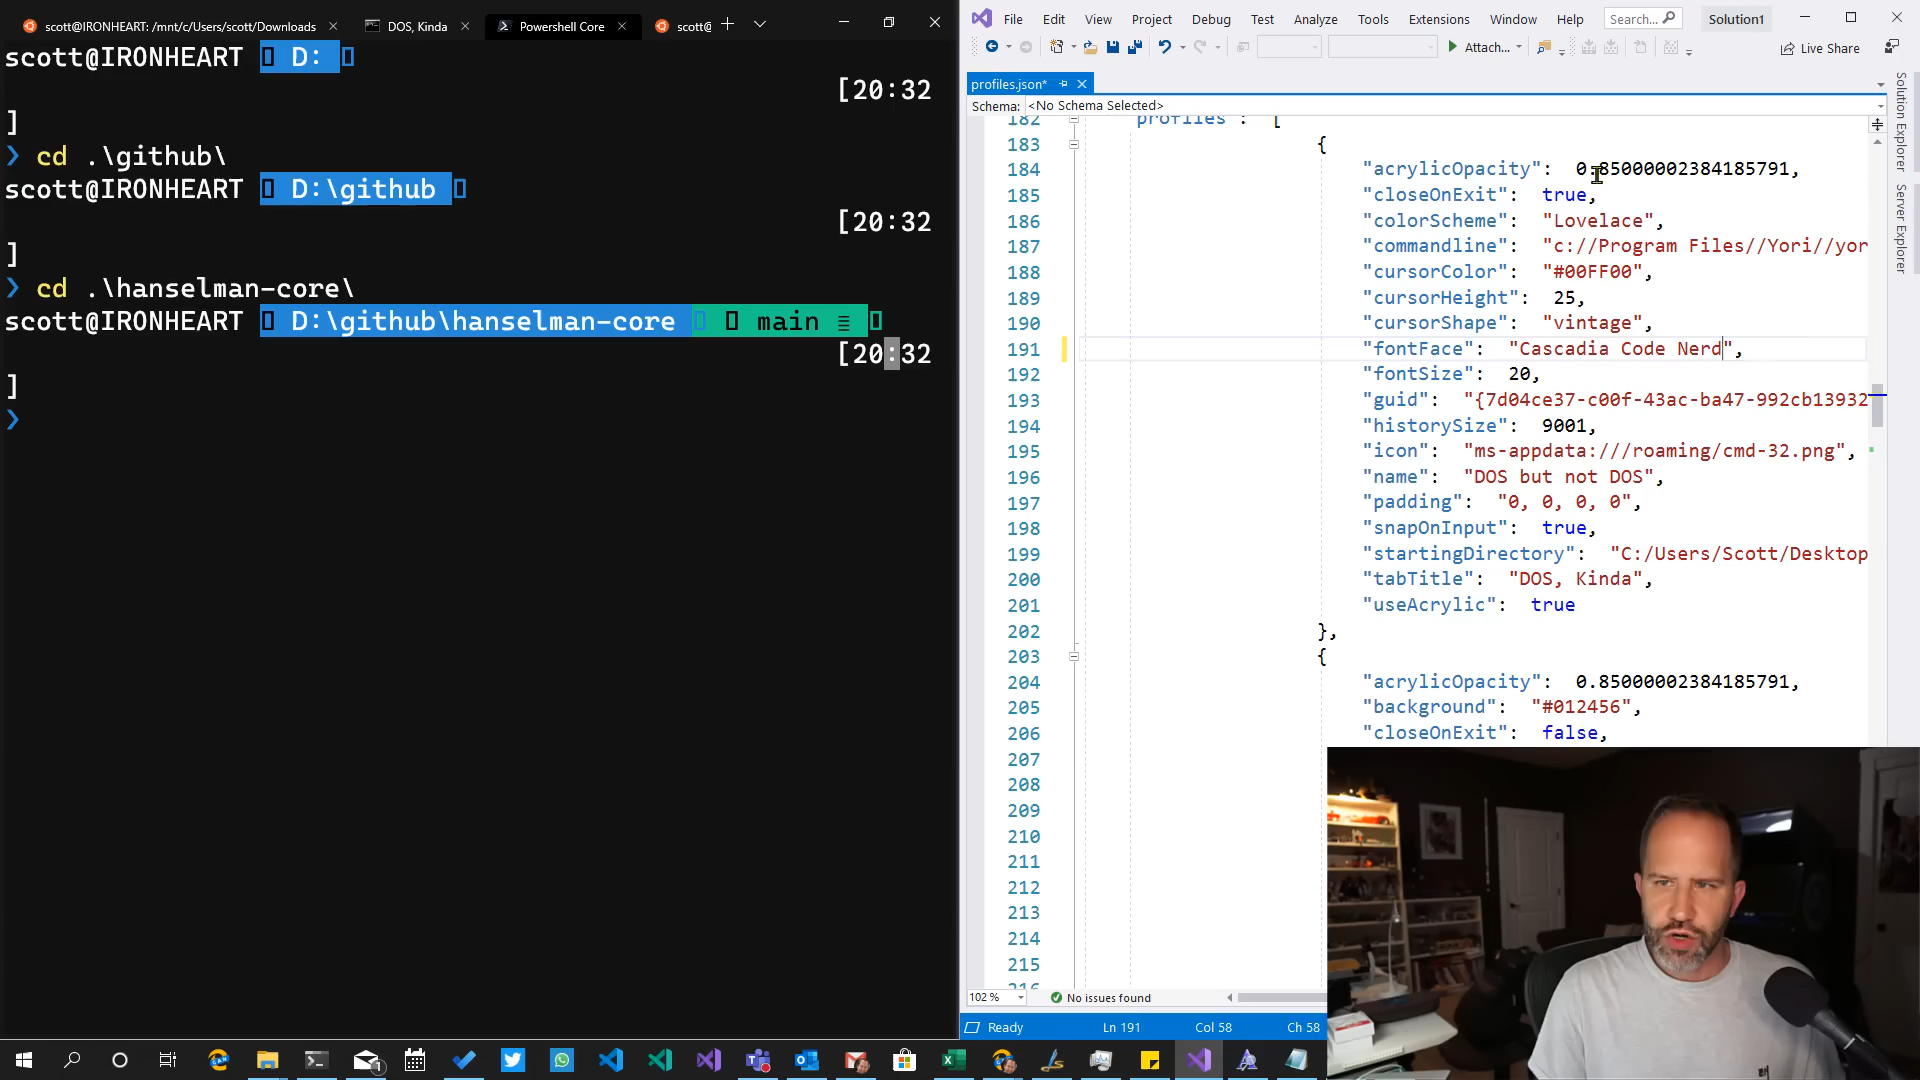 scott@IRONHEART: /mnt/c/Users/scott/Downloads
DOS, Kinda
Powershell Core
scott@
scott@IRONHEART D:
[20:32
]
❯ cd .\github\
scott@IRONHEART D:\github
[20:32
]
❯ cd .\hanselman-core\
scott@IRONHEART D:\github\hanselman-core main ≡
[20:32
]
❯
File Edit View Project Debug Test Analyze Tools Extensions Window Help Search... Solution1
Attach... Live Share
profiles.json*
Schema: <No Schema Selected>
182 profiles : [
183 {
184 "acrylicOpacity": 0.85000002384185791,
185 "closeOnExit": true,
186 "colorScheme": "Lovelace",
187 "commandline": "c://Program Files//Yori//yor
188 "cursorColor": "#00FF00",
189 "cursorHeight": 25,
190 "cursorShape": "vintage",
191 "fontFace": "Cascadia Code Nerd",
192 "fontSize": 20,
193 "guid": "{7d04ce37-c00f-43ac-ba47-992cb13932
194 "historySize": 9001,
195 "icon": "ms-appdata:///roaming/cmd-32.png",
196 "name": "DOS but not DOS",
197 "padding": "0, 0, 0, 0",
198 "snapOnInput": true,
199 "startingDirectory": "C:/Users/Scott/Desktop
200 "tabTitle": "DOS, Kinda",
201 "useAcrylic": true
202 },
203 {
204 "acrylicOpacity": 0.85000002384185791,
205 "background": "#012456",
206 "closeOnExit": false,
207
208
209
210
211
212
213
214
215
216
Solution Explorer
Server Explorer
102 % No issues found
Ready Ln 191 Col 58 Ch 58